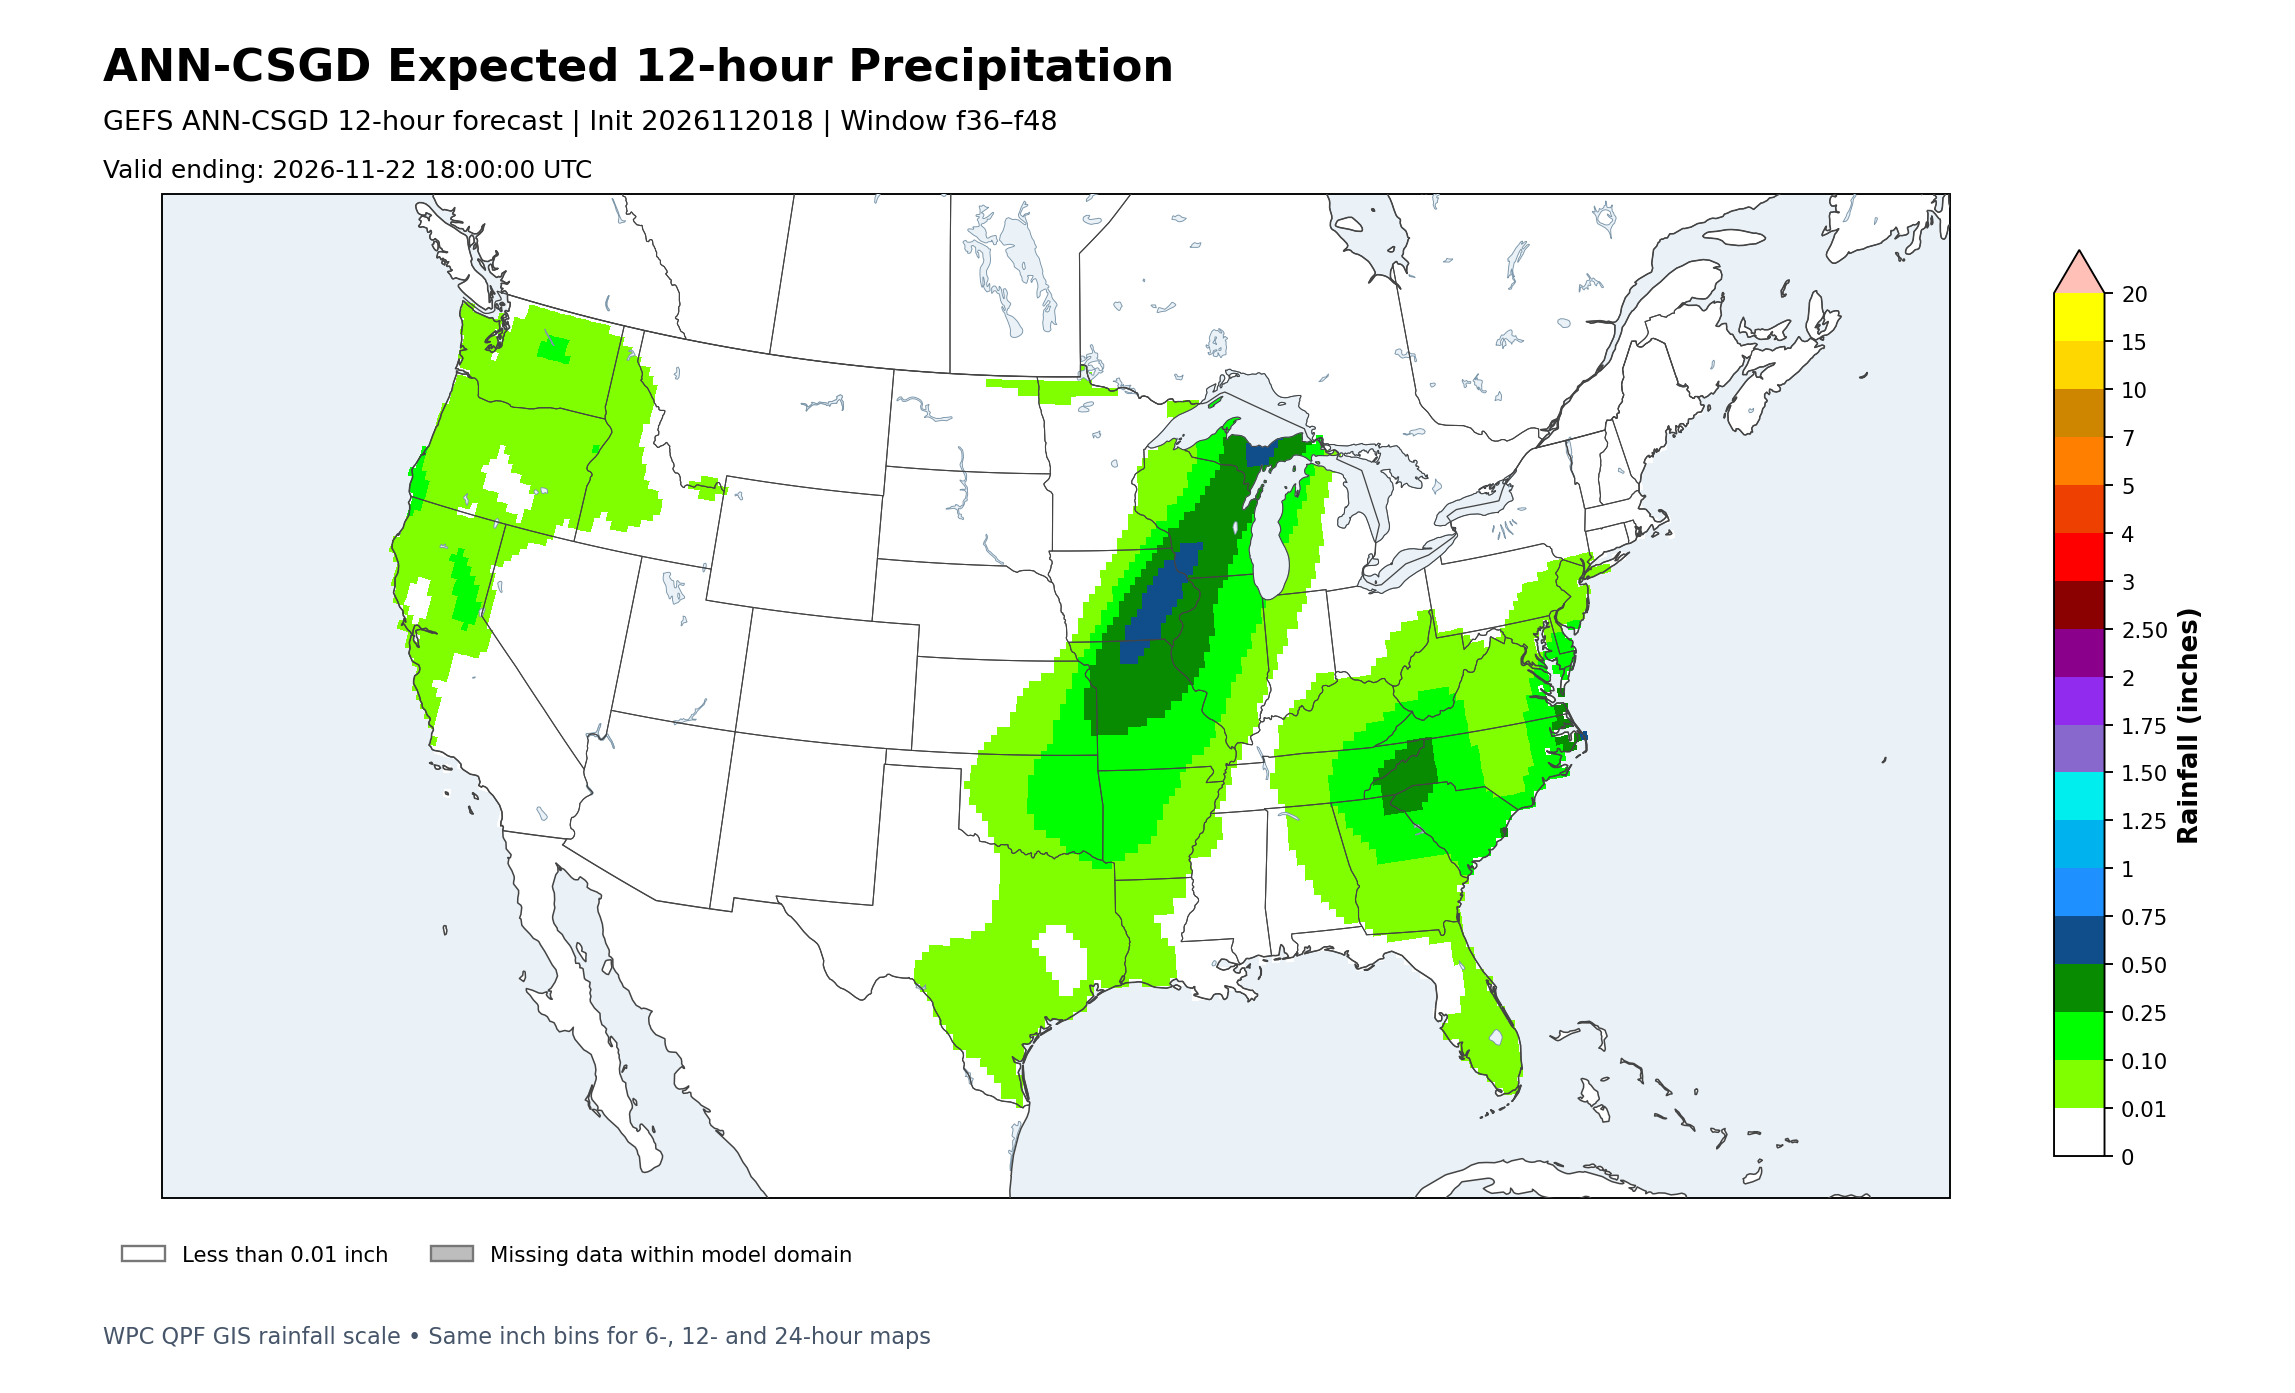 ANN-CSGD Expected 12-hour Precipitation
GEFS ANN-CSGD 12-hour forecast | Init 2026112018 | Window f36–f48
Valid ending: 2026-11-22 18:00:00 UTC
20
15
10
7
5
4
3
2.50
2
1.75
1.50
1.25
1
0.75
0.50
0.25
0.10
0.01
0
Rainfall (inches)
Less than 0.01 inch
Missing data within model domain
WPC QPF GIS rainfall scale • Same inch bins for 6-, 12- and 24-hour maps